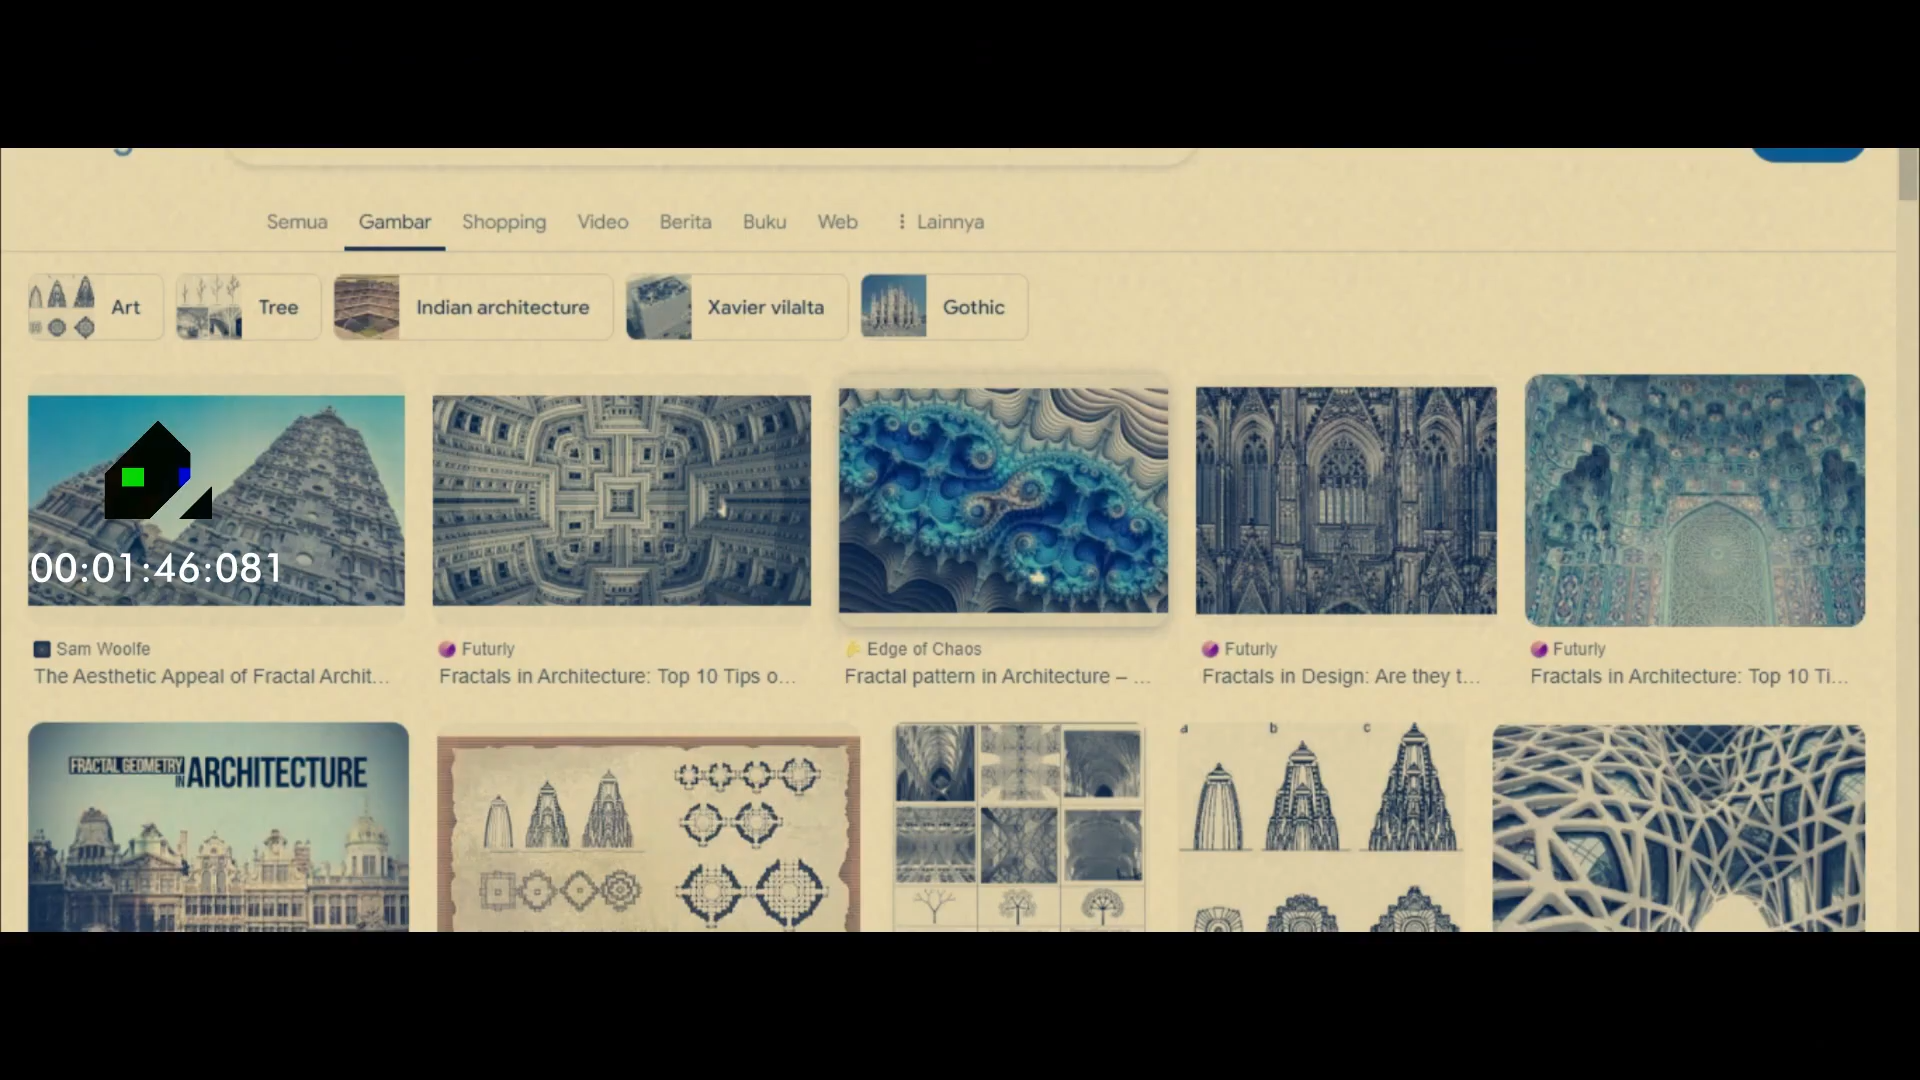 Semua Gambar Shopping Video Berita Buku Web Lainnya
Art Tree Indian architecture Xavier vilalta Gothic
00:01:46:081
Sam Woolfe Futurly Edge of Chaos Futurly Futurly
The Aesthetic Appeal of Fractal Archit... Fractals in Architecture: Top 10 Tips o... Fractal pattern in Architecture – ... Fractals in Design: Are they t... Fractals in Architecture: Top 10 Ti...
FRACTAL GEOMETRY IN ARCHITECTURE
a b c